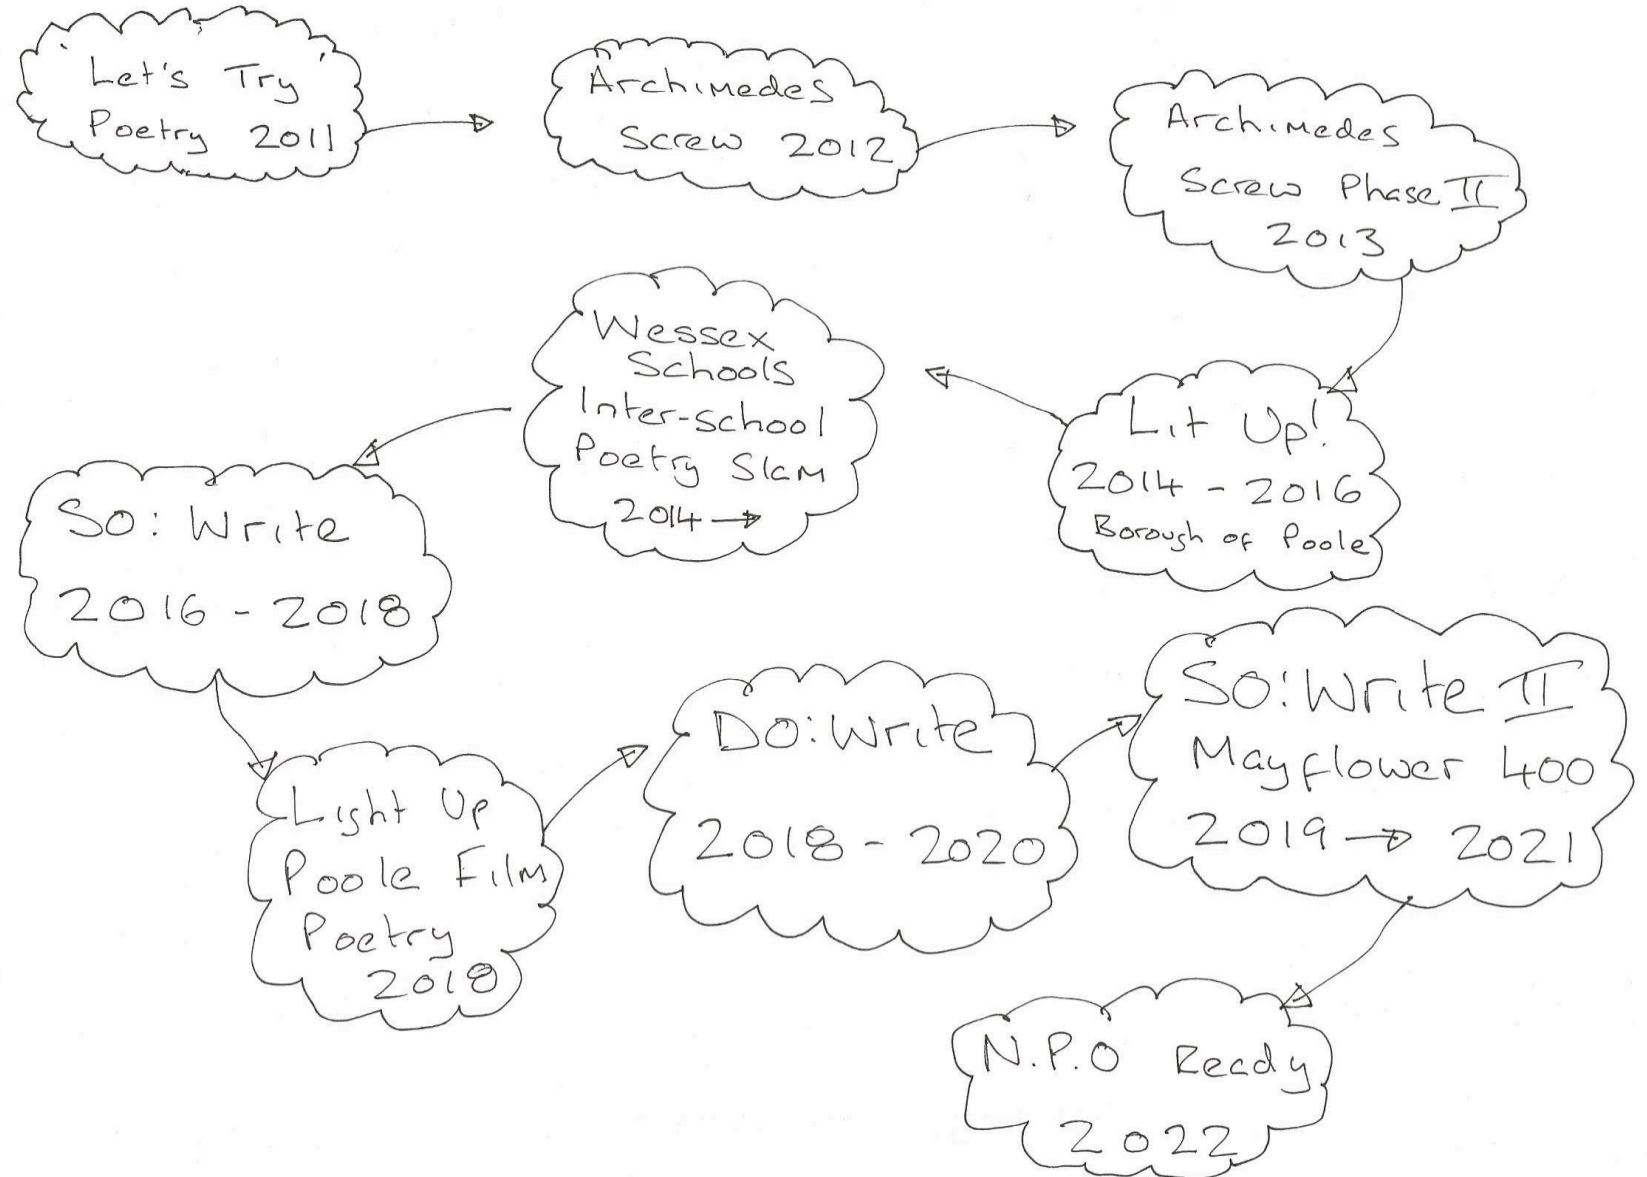 Let's Try
Poetry 2011
Archimedes
Screw 2012
Archimedes
Screw Phase II
2013
Lit Up!
2014 - 2016
Borough of Poole
Wessex
Schools
Inter-school
Poetry Slam
2014 →
So: Write
2016 - 2018
Light Up
Poole Film
Poetry
2018
Do: Write
2018 - 2020
So: Write II
Mayflower 400
2019 → 2021
N.P.O Ready
2022